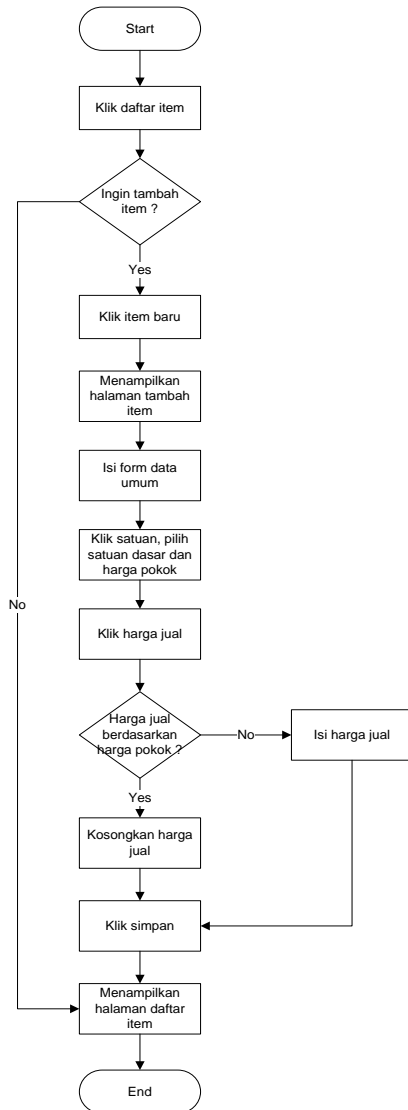 Start
Klik daftar item
Ingin tambah
item ?
Yes
Klik item baru
Menampilkan
halaman tambah
item
Isi form data
umum
Klik satuan, pilih
satuan dasar dan
harga pokok
No
Klik harga jual
Harga jual
berdasarkan
harga pokok ?
No
Isi harga jual
Yes
Kosongkan harga
jual
Klik simpan
Menampilkan
halaman daftar
item
End